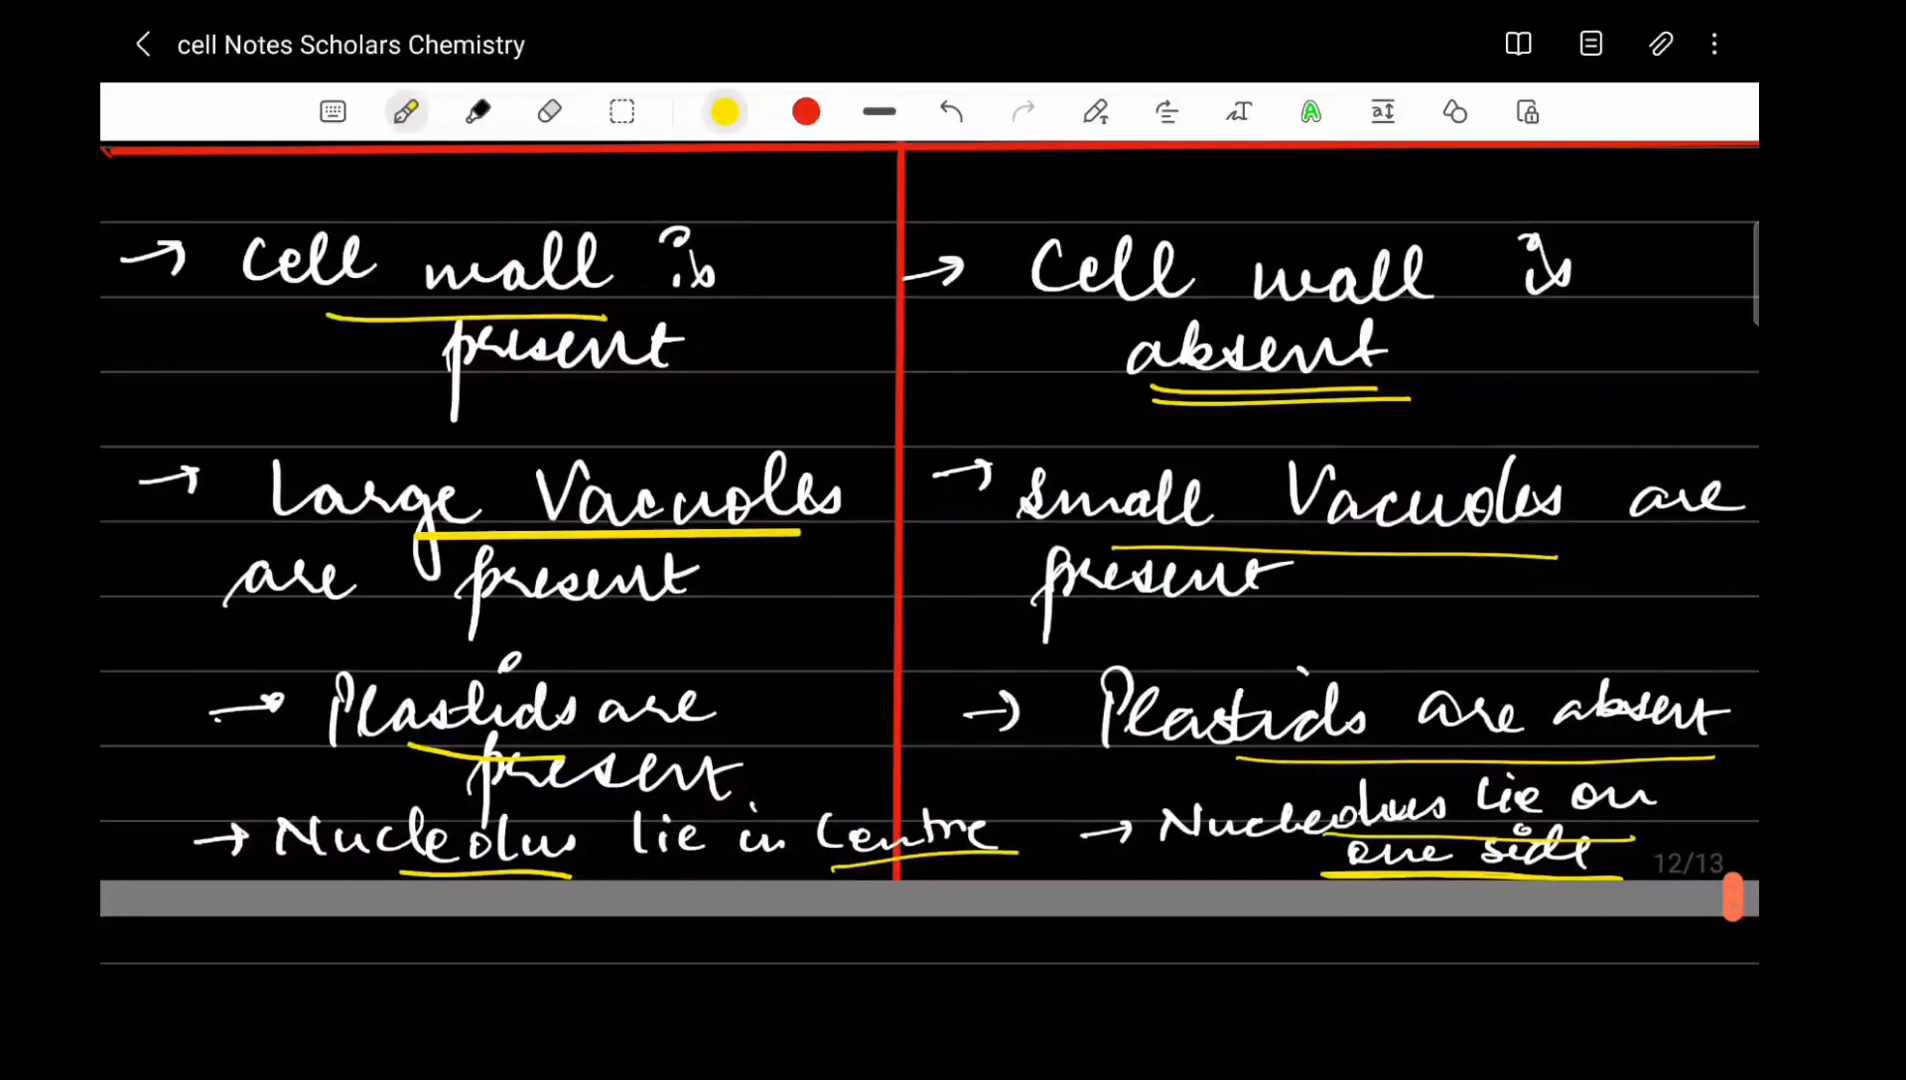 cell Notes Scholars Chemistry
→ Cell wall is
present
→ Large Vacuoles
are present
→ Plastids are
present
→ Nucleolus lie in Centre
→ Cell wall is
absent
→ Small Vacuoles are
present
→ Plastids are absent
→ Nucleolus lie on
one side
12/13